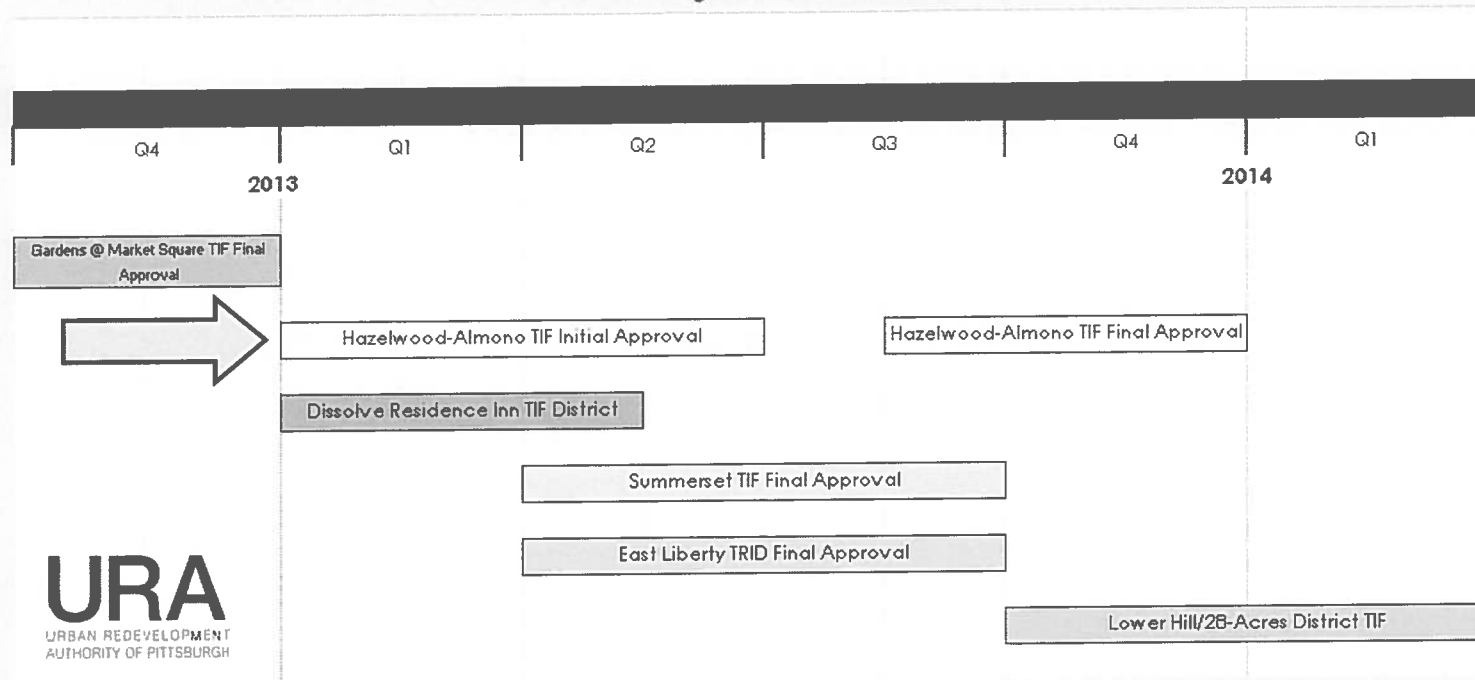 Q4
Q1
Q2
Q3
Q4
Q1
2013
2014
Gardens @ Market Square TIF Final
Approval
Hazelwood-Almono TIF Initial Approval
Hazelwood-Almono TIF Final Approval
Dissolve Residence Inn TIF District
Summerset TIF Final Approval
East Liberty TRID Final Approval
Lower Hill/28-Acres District TIF
URA
URBAN REDEVELOPMENT
AUTHORITY OF PITTSBURGH